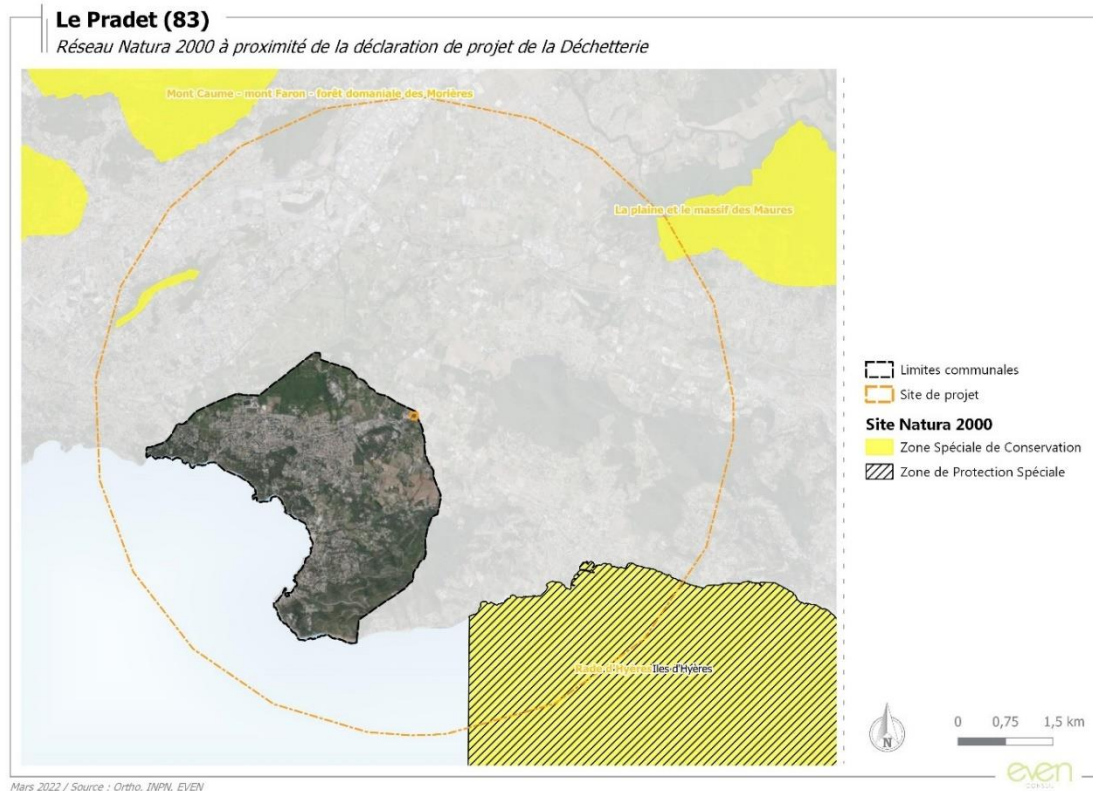 Le Pradet (83)
Réseau Natura 2000 à proximité de la déclaration de projet de la Déchetterie
Mont Caume - mont Faron - forêt domaniale des Morières
La plaine et le massif des Maures
Rade d'Hyères Iles d'Hyères
Limites communales
Site de projet
Site Natura 2000
Zone Spéciale de Conservation
Zone de Protection Spéciale
N
0 0,75 1,5 km
even
CONSEIL
Mars 2022 / Source : Ortho, INPN, EVEN